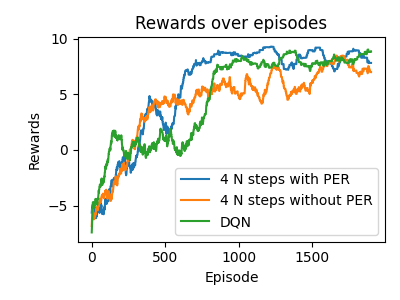 Rewards over episodes
10
5
0
−5
Rewards
4 N steps with PER
4 N steps without PER
DQN
0
500
1000
1500
Episode